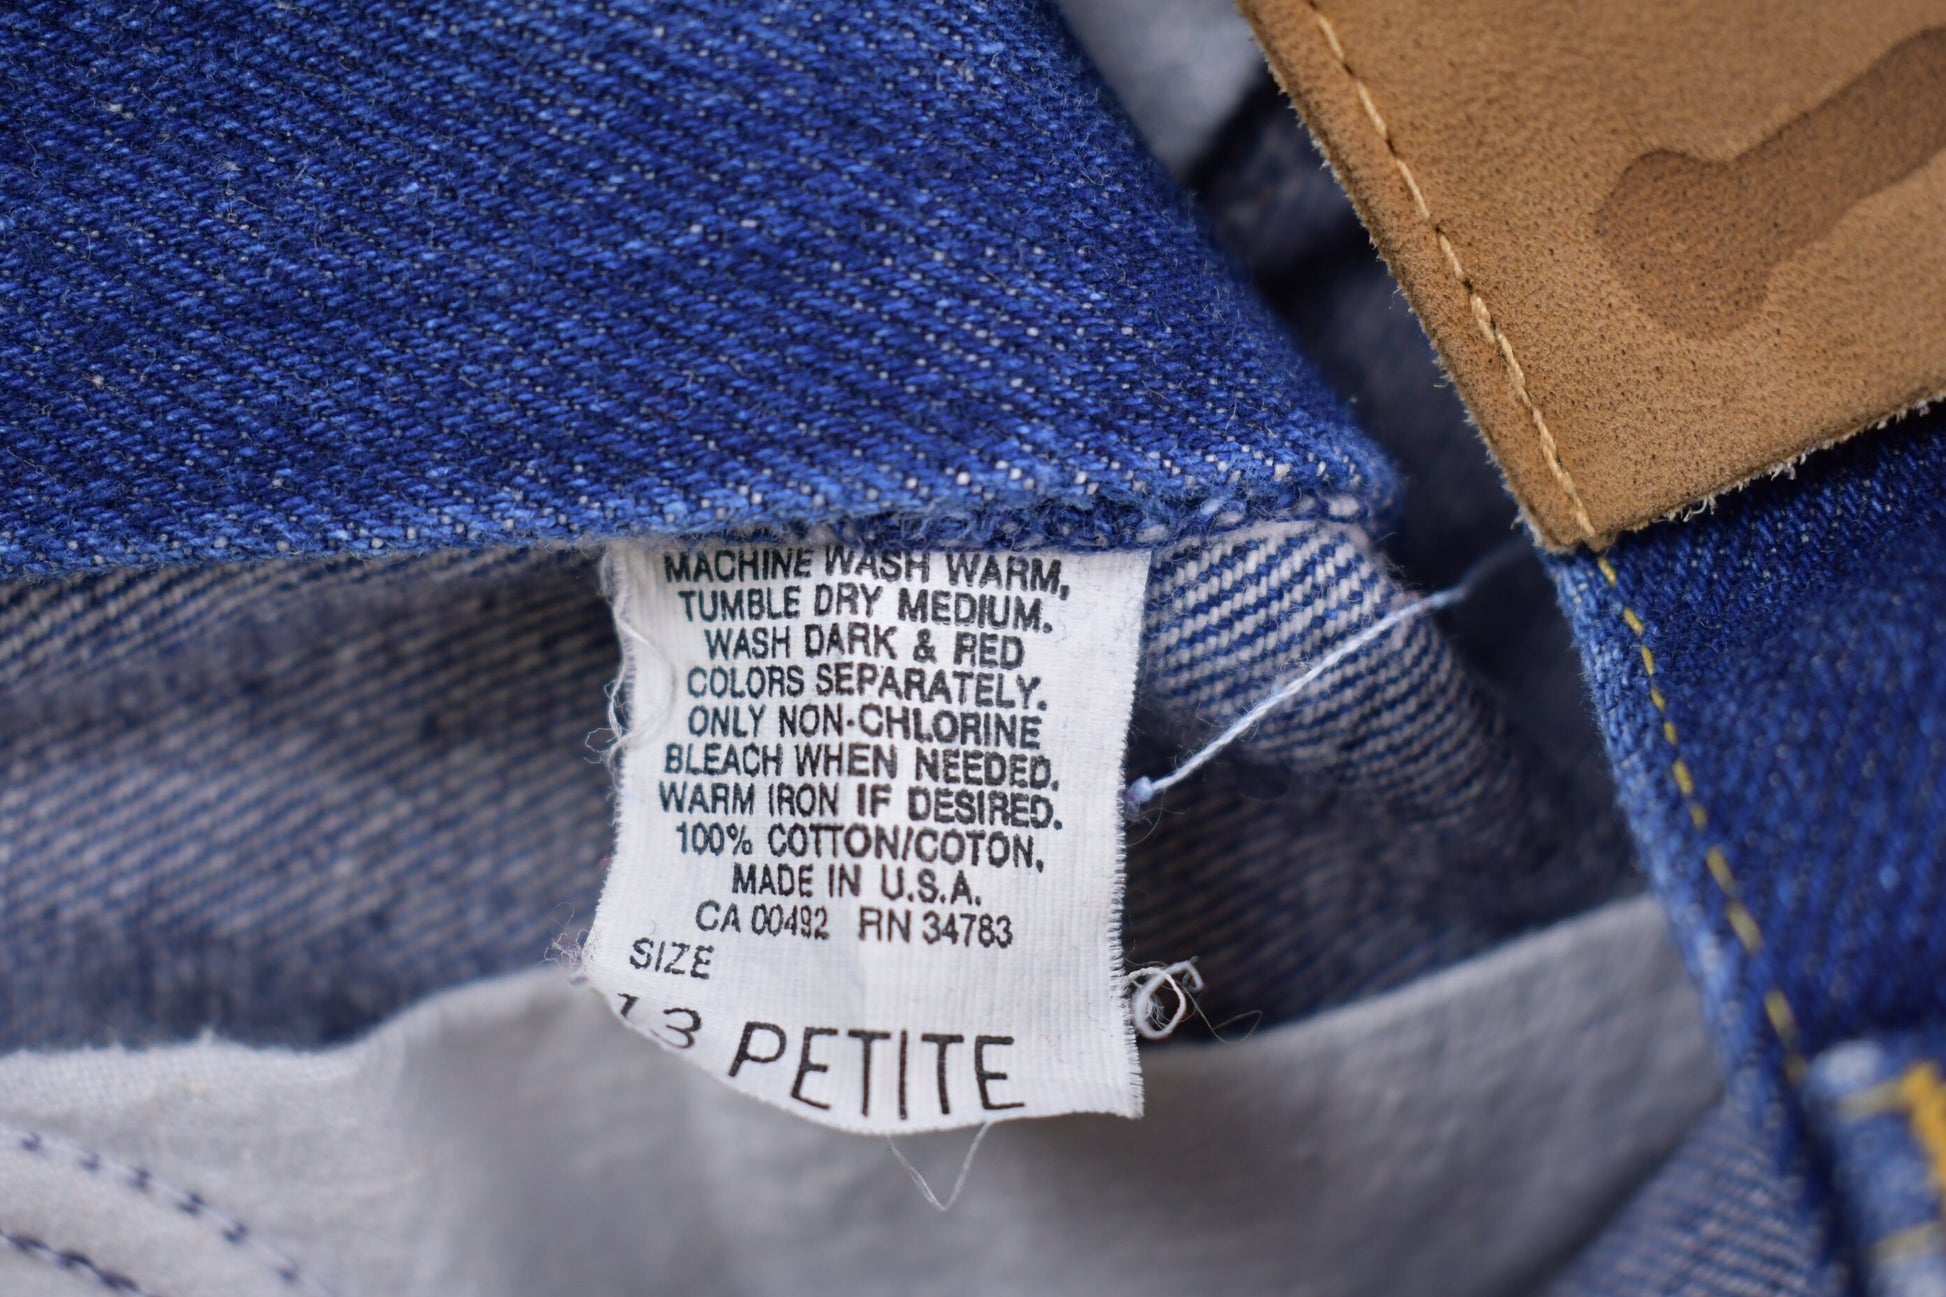 MACHINE WASH WARM,
TUMBLE DRY MEDIUM.
WASH DARK & RED
COLORS SEPARATELY.
ONLY NON-CHLORINE
BLEACH WHEN NEEDED.
WARM IRON IF DESIRED.
100% COTTON/COTON,
MADE IN U.S.A.
CA 00492 RN 34783
SIZE
13 PETITE